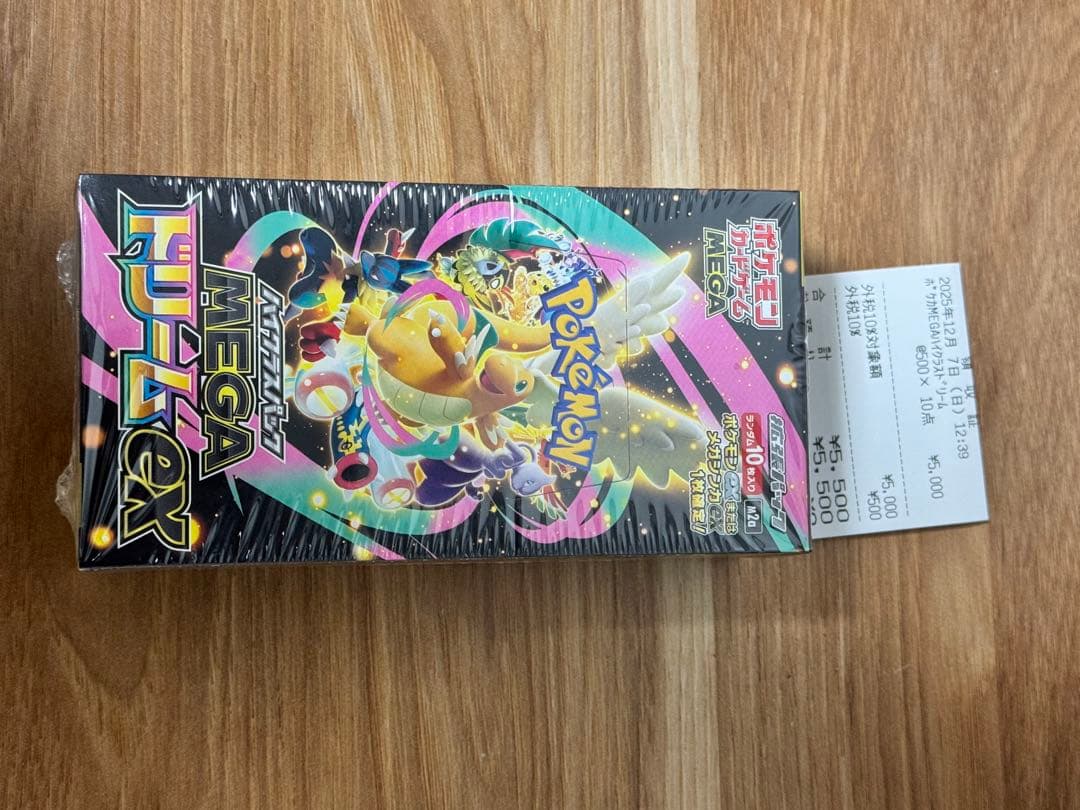 ポケモン
カードゲーム
MEGA
拡張パック
ランダム10枚入り
M2a
ポケモンexまたは
メガシンカex
1枚確定!!
POKéMON
ハイクラスパック
MEGA
ドリームex
領 収 証
2025年12月 7日(日) 12:39
ポケカMEGAハイクラスドリーム
@500× 10点 ¥5,000
外税10%対象額 ¥5,000
外税10% ¥500
合 計 ¥5,500
¥5,500